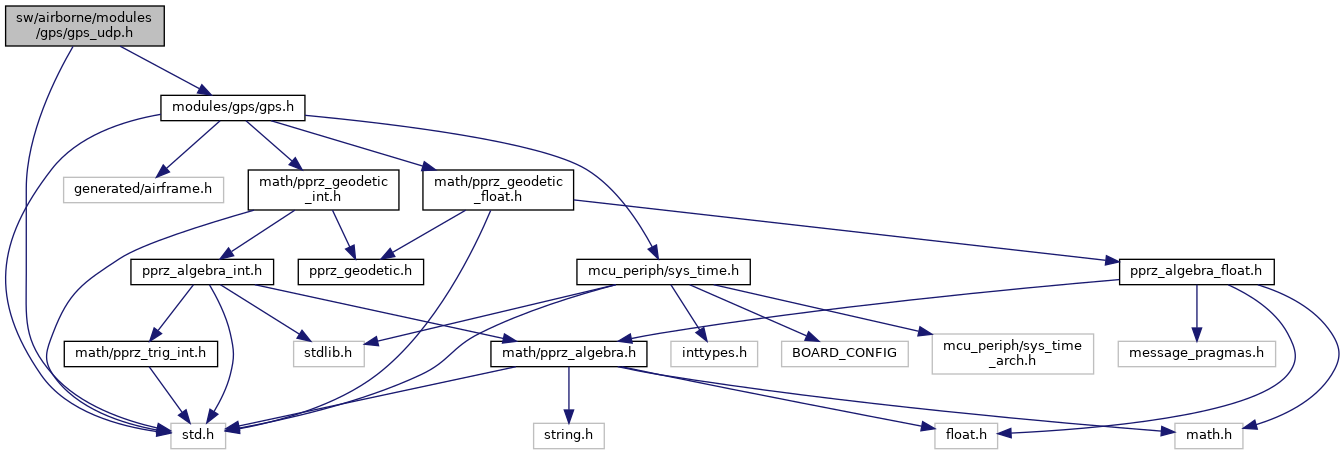 sw/airborne/modules
/gps/gps_udp.h
modules/gps/gps.h
generated/airframe.h
math/pprz_geodetic
_int.h
math/pprz_geodetic
_float.h
pprz_algebra_int.h
pprz_geodetic.h
mcu_periph/sys_time.h
pprz_algebra_float.h
math/pprz_trig_int.h
stdlib.h
math/pprz_algebra.h
inttypes.h
BOARD_CONFIG
mcu_periph/sys_time
_arch.h
message_pragmas.h
std.h
string.h
float.h
math.h